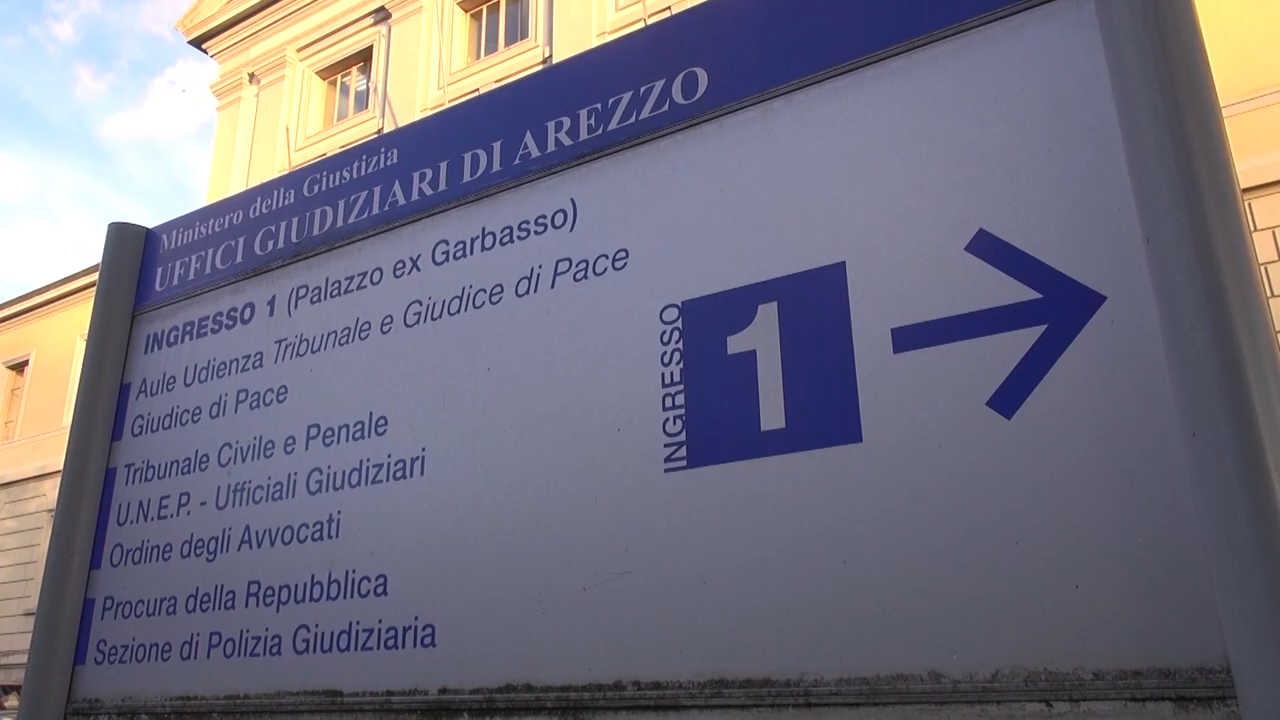 Ministero della Giustizia
UFFICI GIUDIZIARI DI AREZZO
INGRESSO 1 (Palazzo ex Garbasso)
Aule Udienza Tribunale e Giudice di Pace
Giudice di Pace
Tribunale Civile e Penale
U.N.E.P. - Ufficiali Giudiziari
Ordine degli Avvocati
Procura della Repubblica
Sezione di Polizia Giudiziaria
INGRESSO
1